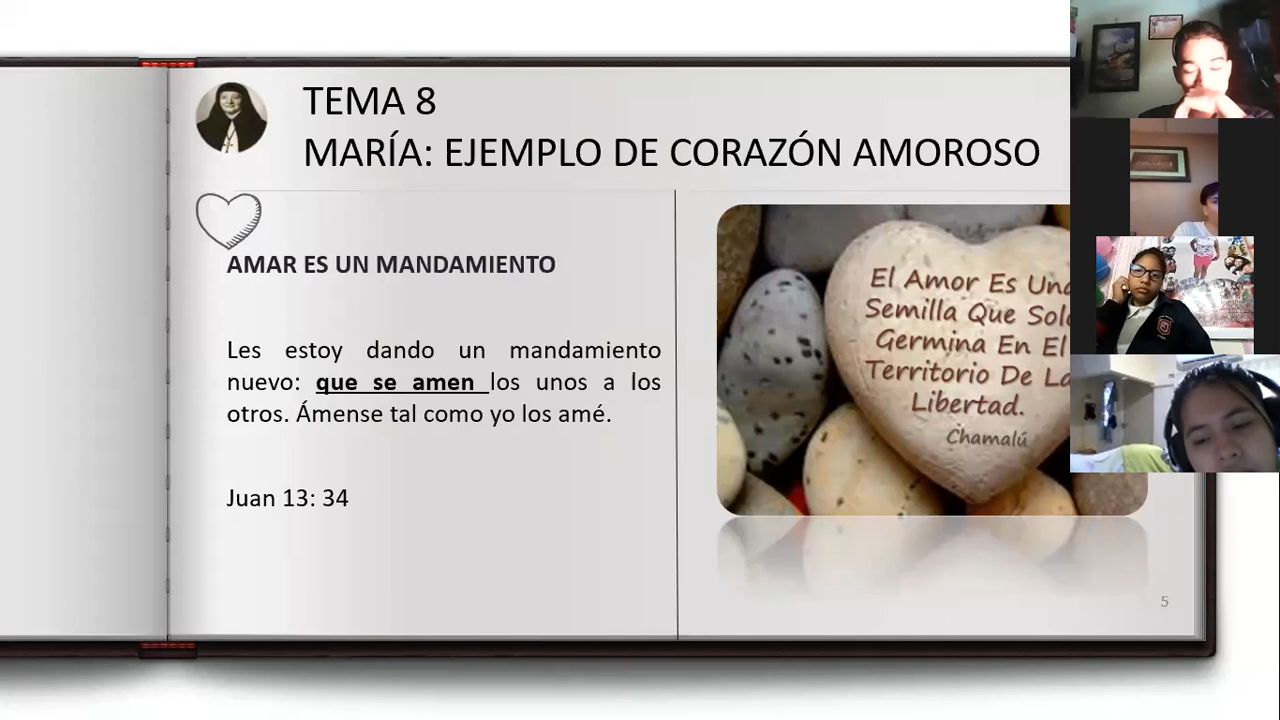 TEMA 8
MARÍA: EJEMPLO DE CORAZÓN AMOROSO
AMAR ES UN MANDAMIENTO
Les estoy dando un mandamiento
nuevo: que se amen los unos a los
otros. Ámense tal como yo los amé.
Juan 13: 34
El Amor Es Una
Semilla Que Solo
Germina En El
Territorio De La
Libertad.
Chamalú
5